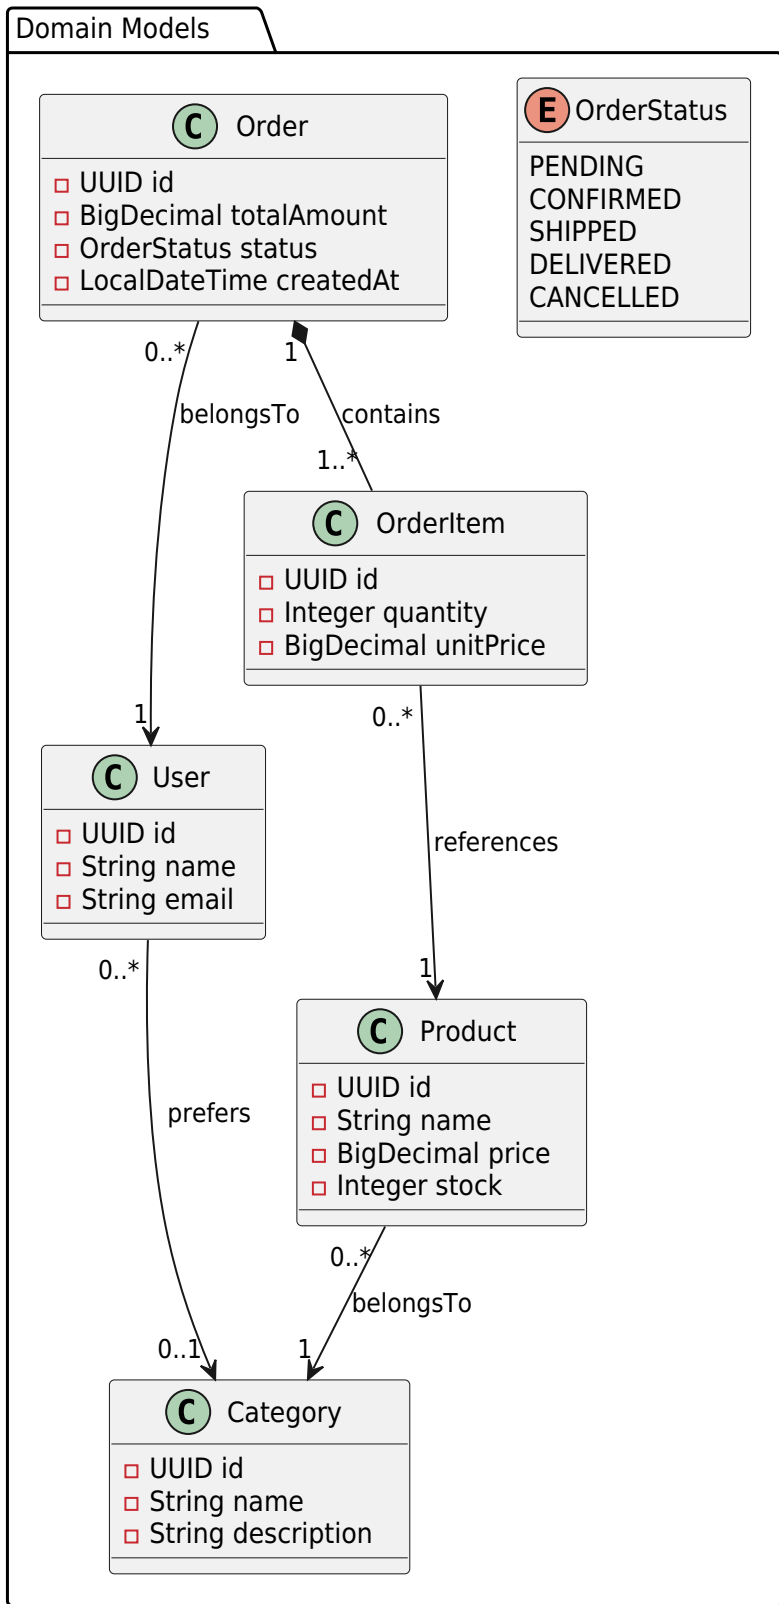 Domain Models
C Order
UUID id
BigDecimal totalAmount
OrderStatus status
LocalDateTime createdAt
E OrderStatus
PENDING
CONFIRMED
SHIPPED
DELIVERED
CANCELLED
0..*
1
belongsTo
contains
1..*
C OrderItem
UUID id
Integer quantity
BigDecimal unitPrice
0..*
1
C User
UUID id
String name
String email
references
0..*
1
C Product
UUID id
String name
BigDecimal price
Integer stock
prefers
0..*
belongsTo
0..1
1
C Category
UUID id
String name
String description